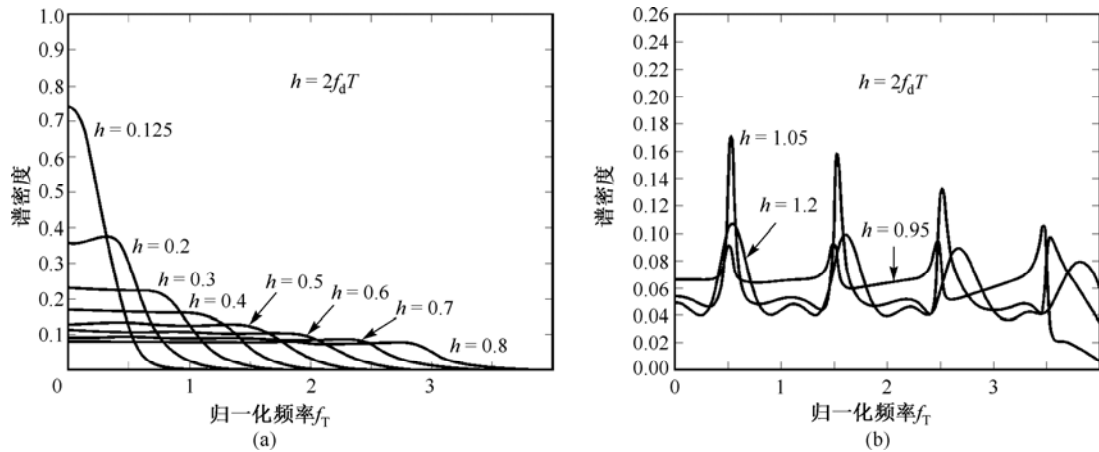 1.0
0.9
0.8
0.7
0.6
0.5
0.4
0.3
0.2
0.1
0
1
2
3
谱密度
h = 2f_dT
h = 0.125
h = 0.2
h = 0.3
h = 0.4
h = 0.5
h = 0.6
h = 0.7
h = 0.8
归一化频率f_T
(a)
0.26
0.24
0.22
0.20
0.18
0.16
0.14
0.12
0.10
0.08
0.06
0.04
0.02
0.00
0
1
2
3
谱密度
h = 2f_dT
h = 1.05
h = 1.2
h = 0.95
归一化频率f_T
(b)